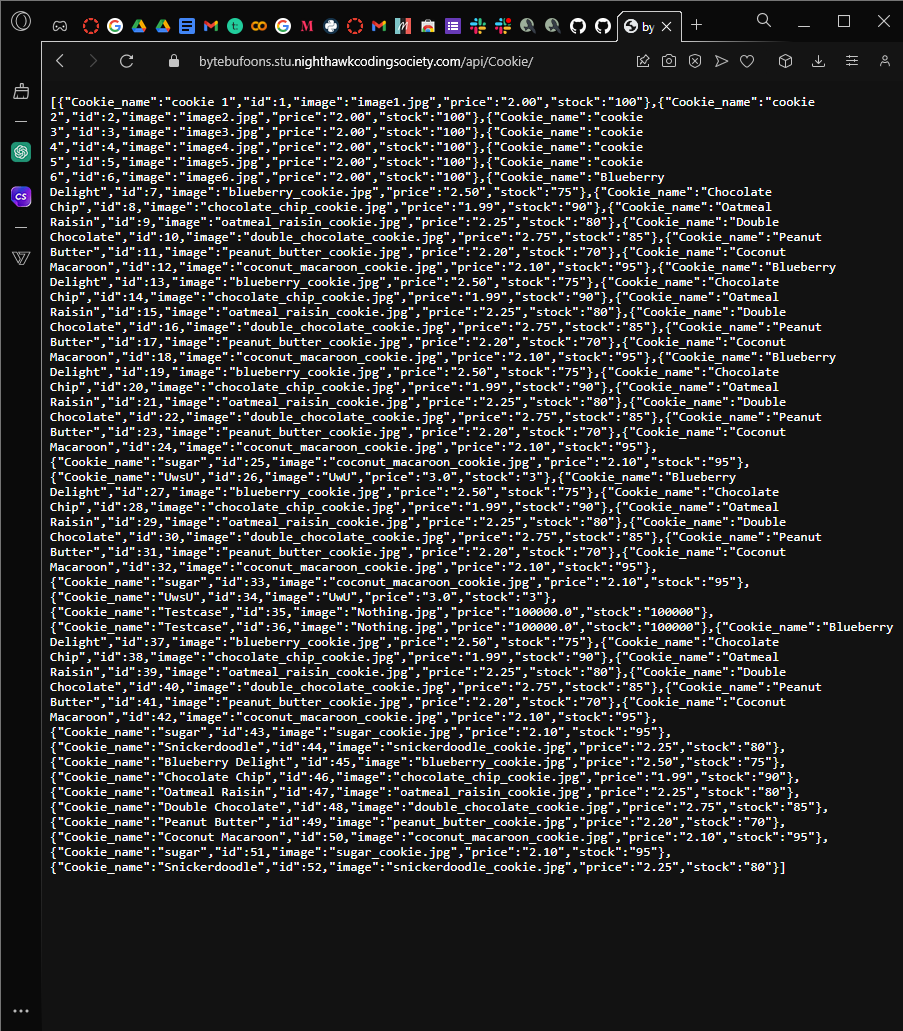 by
bytebufoons.stu.nighthawkcodingsociety.com/api/Cookie/
[{"Cookie_name":"cookie 1","id":1,"image":"image1.jpg","price":"2.00","stock":"100"},{"Cookie_name":"cookie
2","id":2,"image":"image2.jpg","price":"2.00","stock":"100"},{"Cookie_name":"cookie
3","id":3,"image":"image3.jpg","price":"2.00","stock":"100"},{"Cookie_name":"cookie
4","id":4,"image":"image4.jpg","price":"2.00","stock":"100"},{"Cookie_name":"cookie
5","id":5,"image":"image5.jpg","price":"2.00","stock":"100"},{"Cookie_name":"cookie
6","id":6,"image":"image6.jpg","price":"2.00","stock":"100"},{"Cookie_name":"Blueberry
Delight","id":7,"image":"blueberry_cookie.jpg","price":"2.50","stock":"75"},{"Cookie_name":"Chocolate
Chip","id":8,"image":"chocolate_chip_cookie.jpg","price":"1.99","stock":"90"},{"Cookie_name":"Oatmeal
Raisin","id":9,"image":"oatmeal_raisin_cookie.jpg","price":"2.25","stock":"80"},{"Cookie_name":"Double
Chocolate","id":10,"image":"double_chocolate_cookie.jpg","price":"2.75","stock":"85"},{"Cookie_name":"Peanut
Butter","id":11,"image":"peanut_butter_cookie.jpg","price":"2.20","stock":"70"},{"Cookie_name":"Coconut
Macaroon","id":12,"image":"coconut_macaroon_cookie.jpg","price":"2.10","stock":"95"},{"Cookie_name":"Blueberry
Delight","id":13,"image":"blueberry_cookie.jpg","price":"2.50","stock":"75"},{"Cookie_name":"Chocolate
Chip","id":14,"image":"chocolate_chip_cookie.jpg","price":"1.99","stock":"90"},{"Cookie_name":"Oatmeal
Raisin","id":15,"image":"oatmeal_raisin_cookie.jpg","price":"2.25","stock":"80"},{"Cookie_name":"Double
Chocolate","id":16,"image":"double_chocolate_cookie.jpg","price":"2.75","stock":"85"},{"Cookie_name":"Peanut
Butter","id":17,"image":"peanut_butter_cookie.jpg","price":"2.20","stock":"70"},{"Cookie_name":"Coconut
Macaroon","id":18,"image":"coconut_macaroon_cookie.jpg","price":"2.10","stock":"95"},{"Cookie_name":"Blueberry
Delight","id":19,"image":"blueberry_cookie.jpg","price":"2.50","stock":"75"},{"Cookie_name":"Chocolate
Chip","id":20,"image":"chocolate_chip_cookie.jpg","price":"1.99","stock":"90"},{"Cookie_name":"Oatmeal
Raisin","id":21,"image":"oatmeal_raisin_cookie.jpg","price":"2.25","stock":"80"},{"Cookie_name":"Double
Chocolate","id":22,"image":"double_chocolate_cookie.jpg","price":"2.75","stock":"85"},{"Cookie_name":"Peanut
Butter","id":23,"image":"peanut_butter_cookie.jpg","price":"2.20","stock":"70"},{"Cookie_name":"Coconut
Macaroon","id":24,"image":"coconut_macaroon_cookie.jpg","price":"2.10","stock":"95"},
{"Cookie_name":"sugar","id":25,"image":"coconut_macaroon_cookie.jpg","price":"2.10","stock":"95"},
{"Cookie_name":"UwsU","id":26,"image":"UwU","price":"3.0","stock":"3"},{"Cookie_name":"Blueberry
Delight","id":27,"image":"blueberry_cookie.jpg","price":"2.50","stock":"75"},{"Cookie_name":"Chocolate
Chip","id":28,"image":"chocolate_chip_cookie.jpg","price":"1.99","stock":"90"},{"Cookie_name":"Oatmeal
Raisin","id":29,"image":"oatmeal_raisin_cookie.jpg","price":"2.25","stock":"80"},{"Cookie_name":"Double
Chocolate","id":30,"image":"double_chocolate_cookie.jpg","price":"2.75","stock":"85"},{"Cookie_name":"Peanut
Butter","id":31,"image":"peanut_butter_cookie.jpg","price":"2.20","stock":"70"},{"Cookie_name":"Coconut
Macaroon","id":32,"image":"coconut_macaroon_cookie.jpg","price":"2.10","stock":"95"},
{"Cookie_name":"sugar","id":33,"image":"coconut_macaroon_cookie.jpg","price":"2.10","stock":"95"},
{"Cookie_name":"UwsU","id":34,"image":"UwU","price":"3.0","stock":"3"},
{"Cookie_name":"Testcase","id":35,"image":"Nothing.jpg","price":"100000.0","stock":"100000"},
{"Cookie_name":"Testcase","id":36,"image":"Nothing.jpg","price":"100000.0","stock":"100000"},{"Cookie_name":"Blueberry
Delight","id":37,"image":"blueberry_cookie.jpg","price":"2.50","stock":"75"},{"Cookie_name":"Chocolate
Chip","id":38,"image":"chocolate_chip_cookie.jpg","price":"1.99","stock":"90"},{"Cookie_name":"Oatmeal
Raisin","id":39,"image":"oatmeal_raisin_cookie.jpg","price":"2.25","stock":"80"},{"Cookie_name":"Double
Chocolate","id":40,"image":"double_chocolate_cookie.jpg","price":"2.75","stock":"85"},{"Cookie_name":"Peanut
Butter","id":41,"image":"peanut_butter_cookie.jpg","price":"2.20","stock":"70"},{"Cookie_name":"Coconut
Macaroon","id":42,"image":"coconut_macaroon_cookie.jpg","price":"2.10","stock":"95"},
{"Cookie_name":"sugar","id":43,"image":"sugar_cookie.jpg","price":"2.10","stock":"95"},
{"Cookie_name":"Snickerdoodle","id":44,"image":"snickerdoodle_cookie.jpg","price":"2.25","stock":"80"},
{"Cookie_name":"Blueberry Delight","id":45,"image":"blueberry_cookie.jpg","price":"2.50","stock":"75"},
{"Cookie_name":"Chocolate Chip","id":46,"image":"chocolate_chip_cookie.jpg","price":"1.99","stock":"90"},
{"Cookie_name":"Oatmeal Raisin","id":47,"image":"oatmeal_raisin_cookie.jpg","price":"2.25","stock":"80"},
{"Cookie_name":"Double Chocolate","id":48,"image":"double_chocolate_cookie.jpg","price":"2.75","stock":"85"},
{"Cookie_name":"Peanut Butter","id":49,"image":"peanut_butter_cookie.jpg","price":"2.20","stock":"70"},
{"Cookie_name":"Coconut Macaroon","id":50,"image":"coconut_macaroon_cookie.jpg","price":"2.10","stock":"95"},
{"Cookie_name":"sugar","id":51,"image":"sugar_cookie.jpg","price":"2.10","stock":"95"},
{"Cookie_name":"Snickerdoodle","id":52,"image":"snickerdoodle_cookie.jpg","price":"2.25","stock":"80"}]
CS